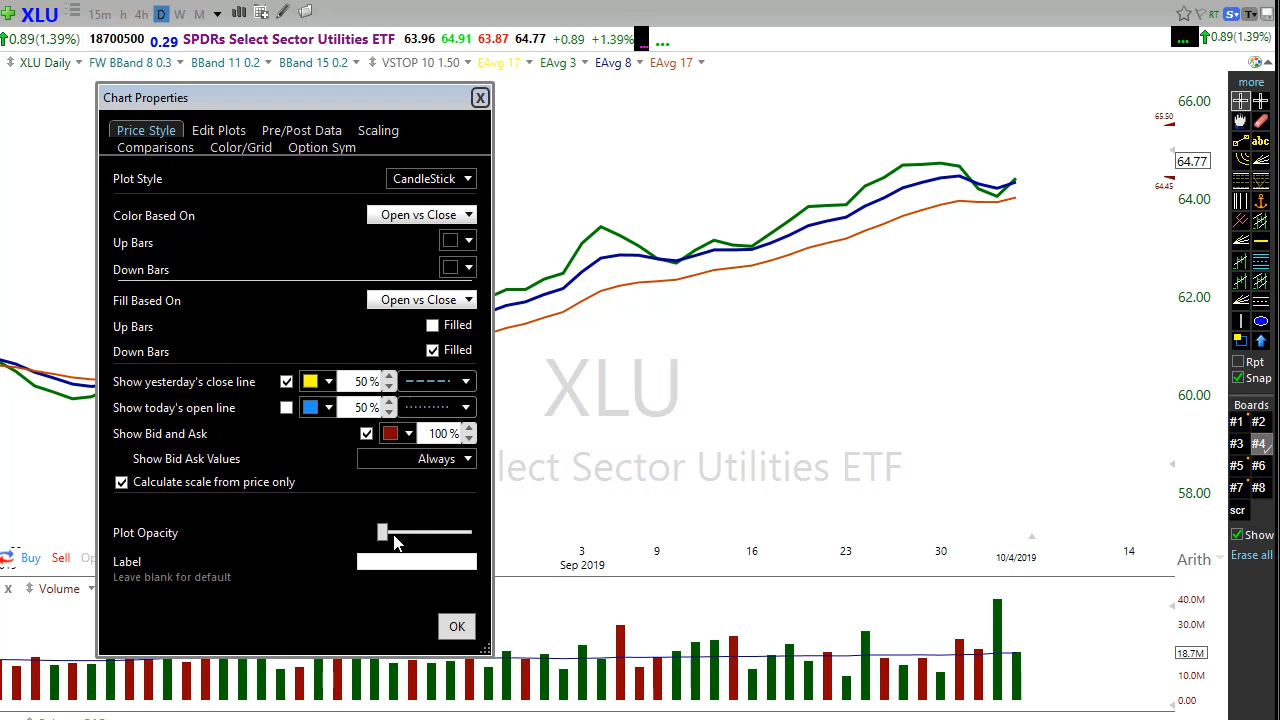 XLU 15m h 4h D W M RT S T
0.89(1.39%) 18700500 0.29 SPDRs Select Sector Utilities ETF 63.96 64.91 63.87 64.77 +0.89 +1.39% ... ... ... 0.89(1.39%)
XLU Daily FW BBand 8 0.3 BBand 11 0.2 BBand 15 0.2 VSTOP 10 1.50 EAvg 17 EAvg 3 EAvg 8 EAvg 17
more
Chart Properties X
Price Style Edit Plots Pre/Post Data Scaling
Comparisons Color/Grid Option Sym
Plot Style CandleStick
Color Based On Open vs Close
Up Bars
Down Bars
Fill Based On Open vs Close
Up Bars Filled
Down Bars Filled
Show yesterday's close line 50 %
Show today's open line 50 %
Show Bid and Ask 100 %
Show Bid Ask Values Always
Calculate scale from price only
Plot Opacity
Label
Leave blank for default
OK
66.00
65.50
64.77
64.45
64.00
62.00
60.00
58.00
XLU
lect Sector Utilities ETF
abc
Rpt
Snap
Boards
#1 #2
#3 #4
#5 #6
#7 #8
scr
Show
Erase all
Buy Sell Op
3 9 16 23 30 10/4/2019 14
Sep 2019
Arith
X Volume
40.0M
30.0M
18.7M
10.0M
0.00